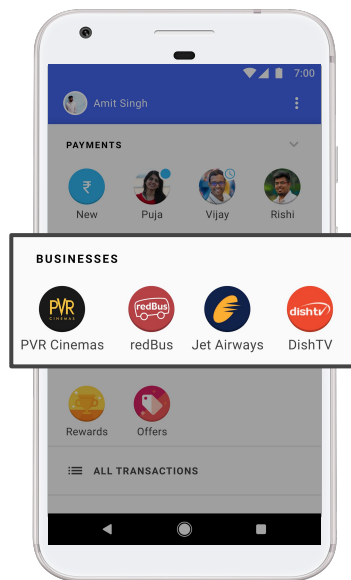 7:00
Amit Singh
PAYMENTS
₹
New Puja Vijay Rishi
BUSINESSES
PVR CINEMAS redBus dishtv
PVR Cinemas redBus Jet Airways DishTV
Rewards Offers
ALL TRANSACTIONS